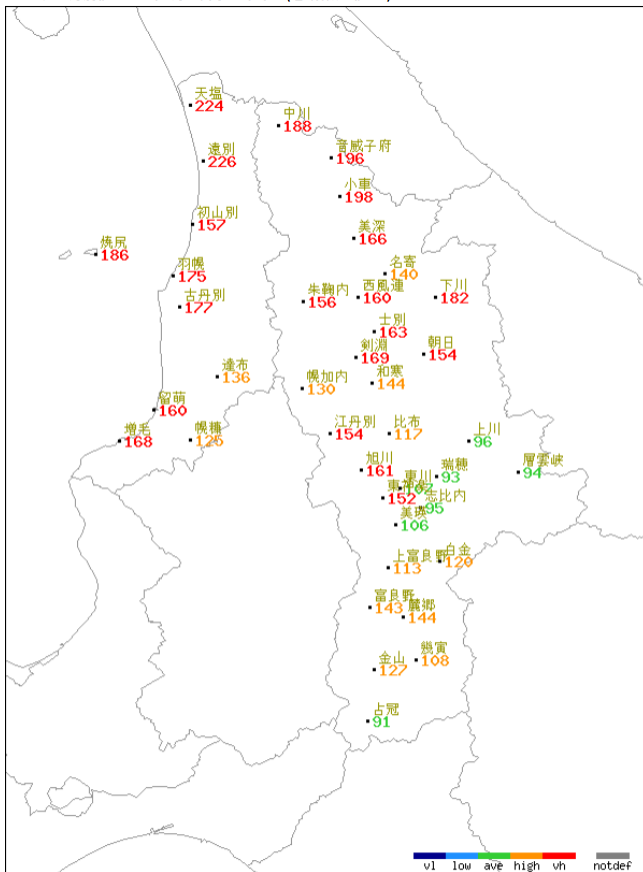 天塩
224
中川
188
音威子府
196
遠別
226
小車
198
初山別
157
美深
166
焼尻
186
名寄
140
羽幌
175
朱鞠内
156
西風連
160
下川
182
古丹別
177
士別
163
朝日
154
剣淵
169
達布
136
幌加内
130
和寒
144
留萌
160
増毛
168
幌糠
江丹別
154
比布
117
上川
96
旭川
161
層雲峡
94
瑞穂
93
東川
152
志比内
95
美瑛
106
上富良野
113
白金
120
富良野
143
麓郷
144
幾寅
108
金山
127
占冠
91
vl low ave high vh notdef